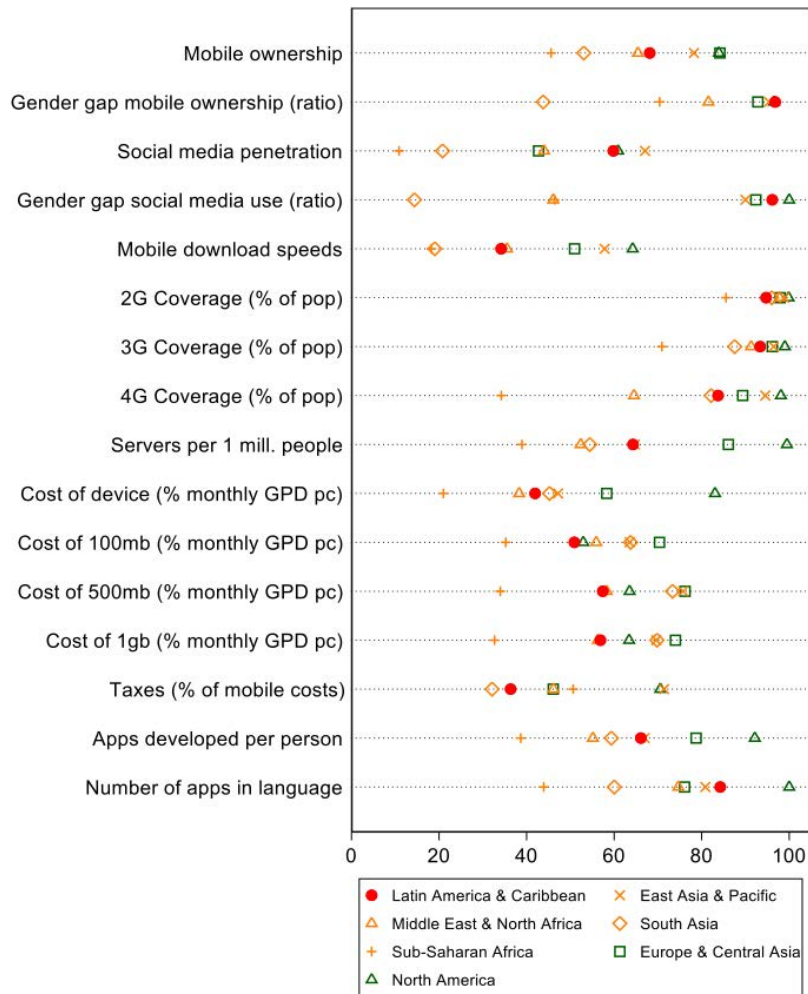 Mobile ownership
Gender gap mobile ownership (ratio)
Social media penetration
Gender gap social media use (ratio)
Mobile download speeds
2G Coverage (% of pop)
3G Coverage (% of pop)
4G Coverage (% of pop)
Servers per 1 mill. people
Cost of device (% monthly GPD pc)
Cost of 100mb (% monthly GPD pc)
Cost of 500mb (% monthly GPD pc)
Cost of 1gb (% monthly GPD pc)
Taxes (% of mobile costs)
Apps developed per person
Number of apps in language
0 20 40 60 80 100
Latin America & Caribbean East Asia & Pacific
Middle East & North Africa South Asia
Sub-Saharan Africa Europe & Central Asia
North America